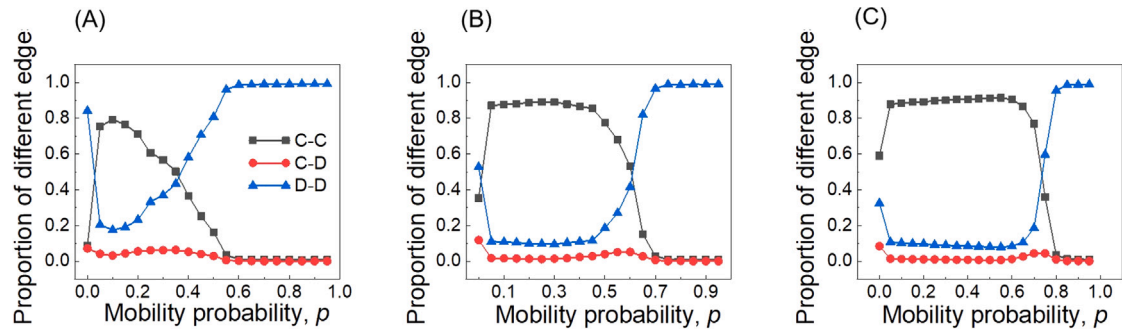 (A)
Proportion of different edge
1.0
0.8
0.6
0.4
0.2
0.0
C-C
C-D
D-D
0.0 0.2 0.4 0.6 0.8 1.0
Mobility probability, p
(B)
Proportion of different edge
1.0
0.8
0.6
0.4
0.2
0.0
0.1 0.3 0.5 0.7 0.9
Mobility probability, p
(C)
Proportion of different edge
1.0
0.8
0.6
0.4
0.2
0.0
0.0 0.2 0.4 0.6 0.8 1.0
Mobility probability, p